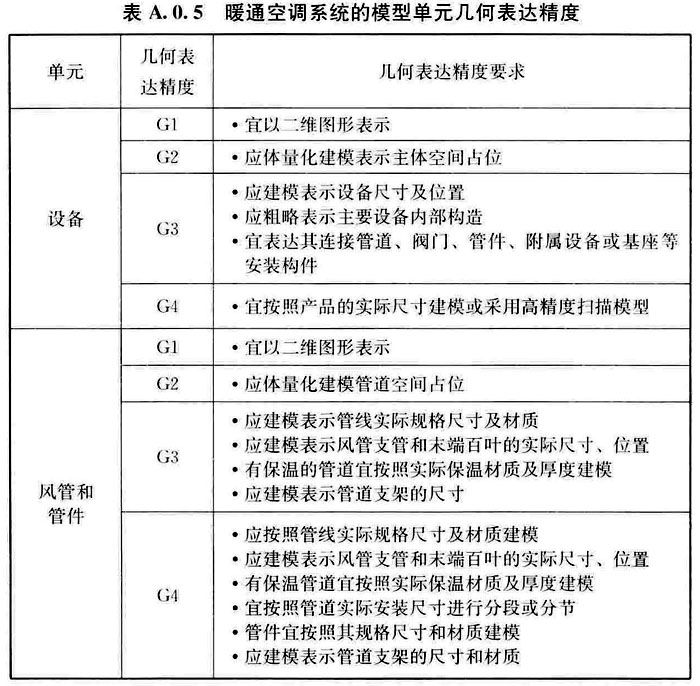 表 A.0.5 暖通空调系统的模型单元几何表达精度
单元
几何表
达精度
几何表达精度要求
设备
G1
·宜以二维图形表示
G2
·应体量化建模表示主体空间占位
G3
·应建模表示设备尺寸及位置
·应粗略表示主要设备内部构造
·宜表达其连接管道、阀门、管件、附属设备或基座等
安装构件
G4
·宜按照产品的实际尺寸建模或采用高精度扫描模型
风管和
管件
G1
·宜以二维图形表示
G2
·应体量化建模管道空间占位
G3
·应建模表示管线实际规格尺寸及材质
·应建模表示风管支管和末端百叶的实际尺寸、位置
·有保温的管道宜按照实际保温材质及厚度建模
·应建模表示管道支架的尺寸
G4
·应按照管线实际规格尺寸及材质建模
·应建模表示风管支管和末端百叶的实际尺寸、位置
·有保温管道宜按照实际保温材质及厚度建模
·宜按照管道实际安装尺寸进行分段或分节
·管件宜按照其规格尺寸和材质建模
·应建模表示管道支架的尺寸和材质